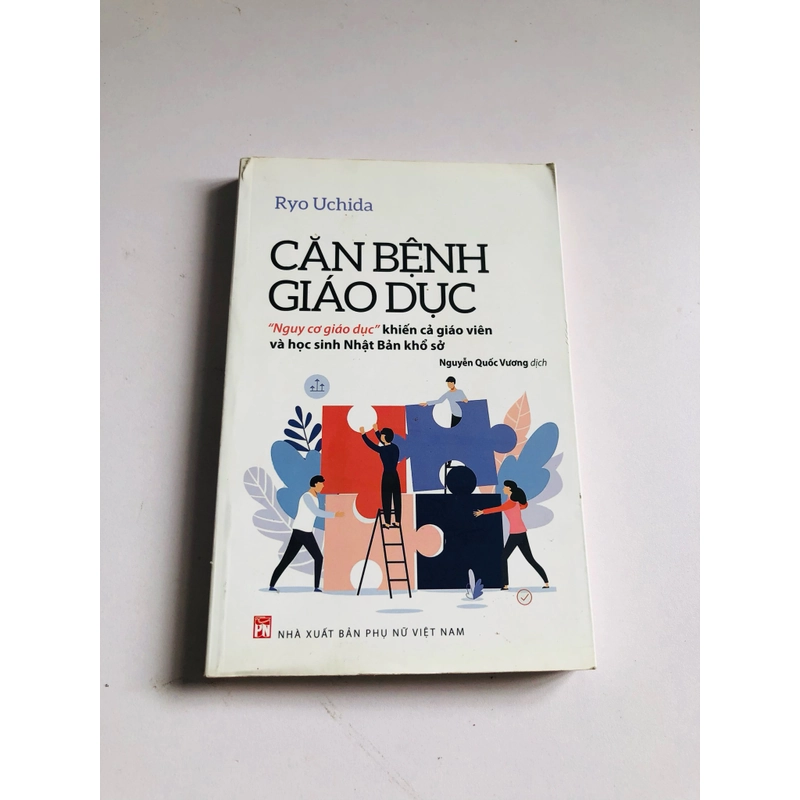 Ryo Uchida
CĂN BỆNH
GIÁO DỤC
“Nguy cơ giáo dục” khiến cả giáo viên
và học sinh Nhật Bản khổ sở
Nguyễn Quốc Vương dịch
PN
NHÀ XUẤT BẢN PHỤ NỮ VIỆT NAM